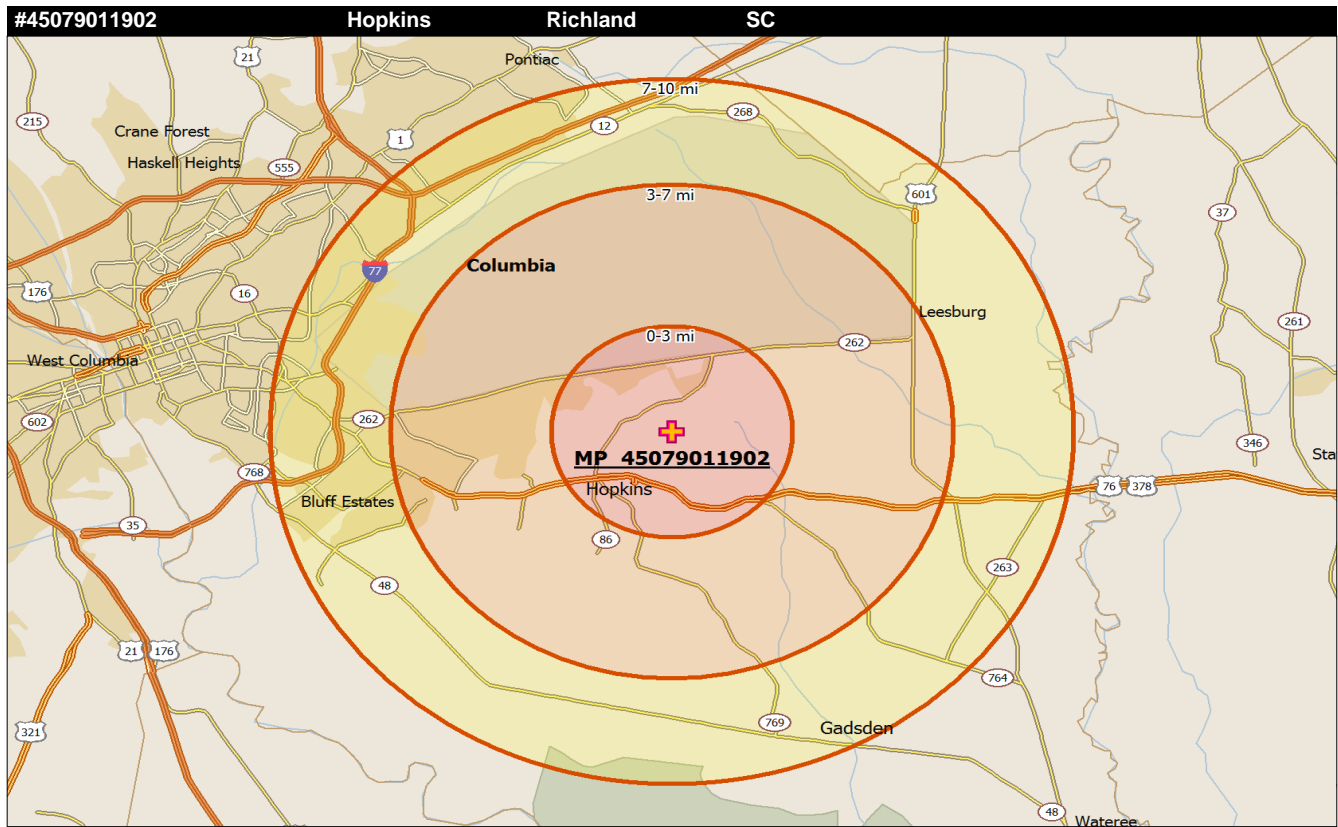 #45079011902 Hopkins Richland SC
21
Pontiac
7-10 mi
215
Crane Forest
12
268
1
Haskell Heights
555
3-7 mi
601
37
Columbia
77
176
16
Leesburg
261
0-3 mi
262
West Columbia
602
262
346
MP 45079011902
Sta
768
Hopkins
76
378
Bluff Estates
35
86
263
48
21
176
764
321
769
Gadsden
48
Wateree